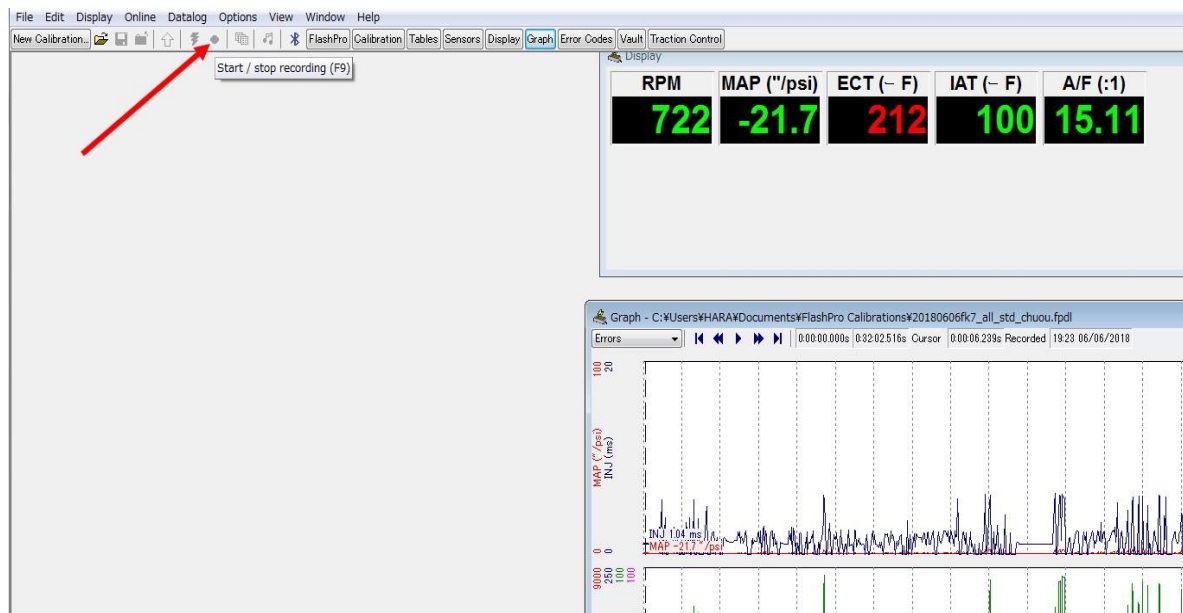 File Edit Display Online Datalog Options View Window Help
New Calibration... FlashPro Calibration Tables Sensors Display Graph Error Codes Vault Traction Control
Start / stop recording (F9)
Display
RPM MAP ("/psi) ECT (~ F) IAT (~ F) A/F (:1)
722 -21.7 212 100 15.11
Graph - C:¥Users¥HARA¥Documents¥FlashPro Calibrations¥20180606fk7_all_std_chuou.fpdl
Errors 0:00:00.000s 0:32:02.516s Cursor 0:00:06.239s Recorded 19:23 06/06/2018
100 20
MAP ("/psi)
INJ (ms)
INJ 1.04 ms
MAP -21.7 "/psi
0 0
9000 250 100 100